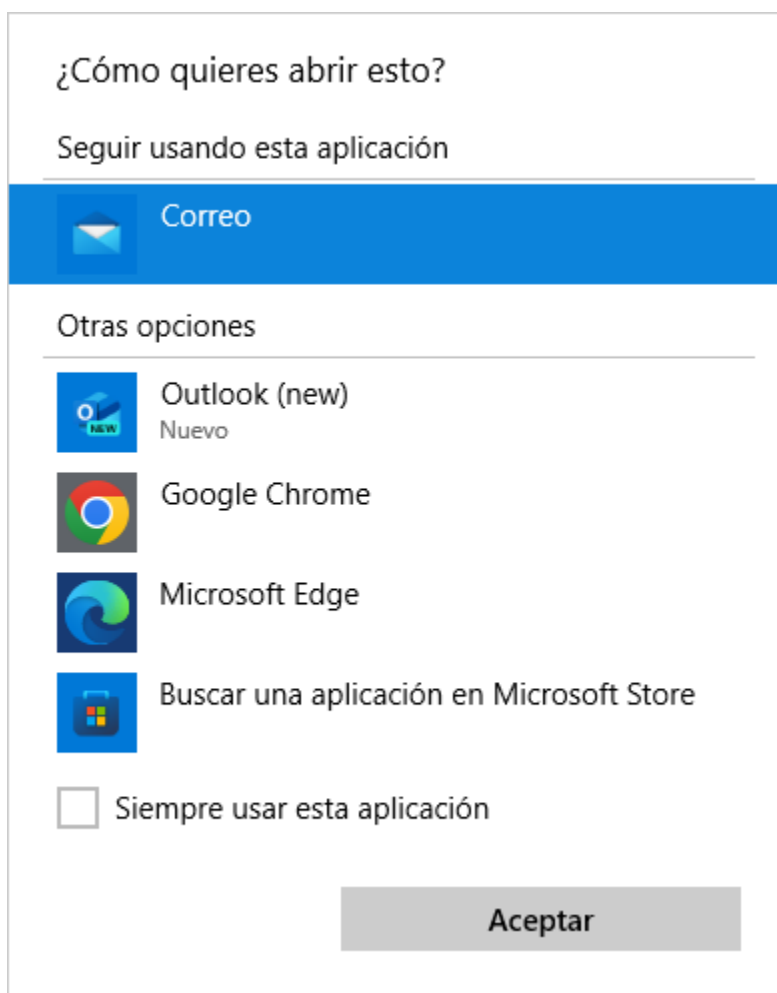 ¿Cómo quieres abrir esto?
Seguir usando esta aplicación
Correo
Otras opciones
Outlook (new)
Nuevo
O
NEW
Google Chrome
Microsoft Edge
Buscar una aplicación en Microsoft Store
Siempre usar esta aplicación
Aceptar